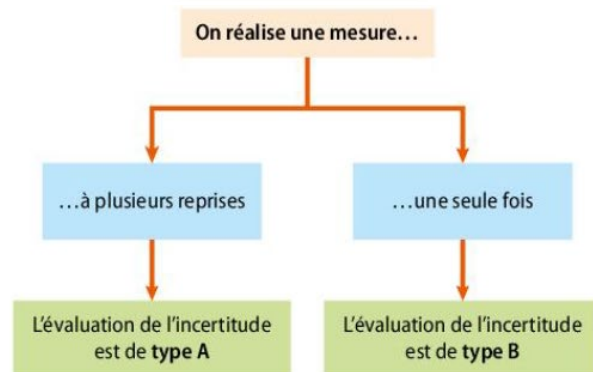 On réalise une mesure…
…à plusieurs reprises
…une seule fois
L’évaluation de l’incertitude
est de type A
L’évaluation de l’incertitude
est de type B